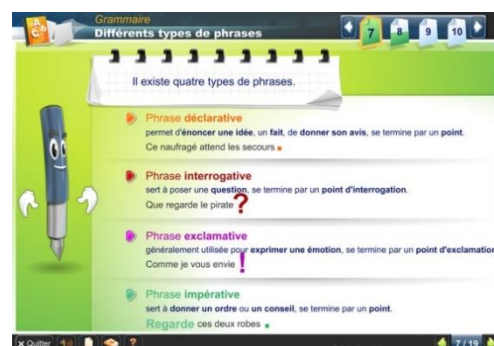 Grammaire
Différents types de phrases
7 8 9 10
Il existe quatre types de phrases.
Phrase déclarative
permet d'énoncer une idée, un fait, de donner son avis, se termine par un point.
Ce naufragé attend les secours .
Phrase interrogative
sert à poser une question, se termine par un point d'interrogation.
Que regarde le pirate ?
Phrase exclamative
généralement utilisée pour exprimer une émotion, se termine par un point d'exclamation
Comme je vous envie !
Phrase impérative
sert à donner un ordre ou un conseil, se termine par un point.
Regarde ces deux robes .
x Quitter ? 7 / 19